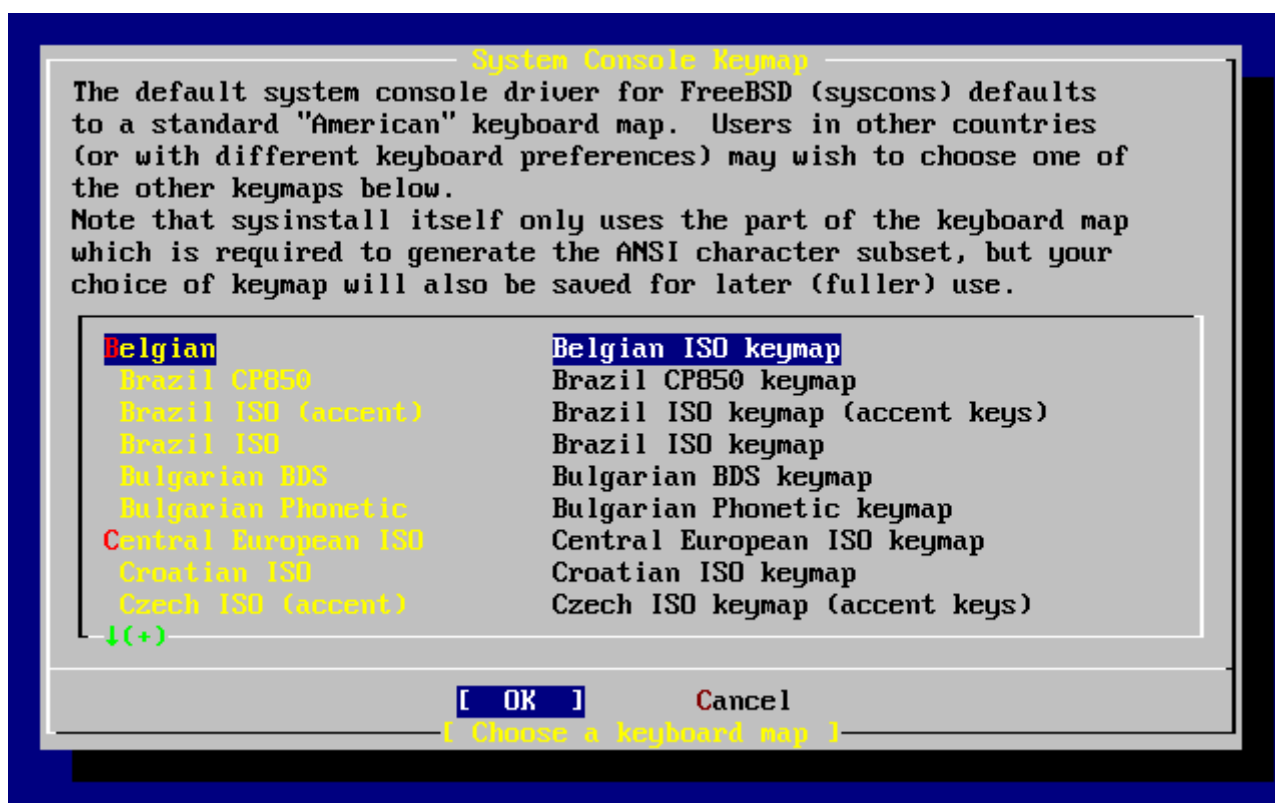 System Console Keymap
The default system console driver for FreeBSD (syscons) defaults
to a standard "American" keyboard map.  Users in other countries
(or with different keyboard preferences) may wish to choose one of
the other keymaps below.
Note that sysinstall itself only uses the part of the keyboard map
which is required to generate the ANSI character subset, but your
choice of keymap will also be saved for later (fuller) use.
Belgian Belgian ISO keymap
Brazil CP850 Brazil CP850 keymap
Brazil ISO (accent) Brazil ISO keymap (accent keys)
Brazil ISO Brazil ISO keymap
Bulgarian BDS Bulgarian BDS keymap
Bulgarian Phonetic Bulgarian Phonetic keymap
Central European ISO Central European ISO keymap
Croatian ISO Croatian ISO keymap
Czech ISO (accent) Czech ISO keymap (accent keys)
↓(+)
[ OK ] Cancel
[ Choose a keyboard map ]